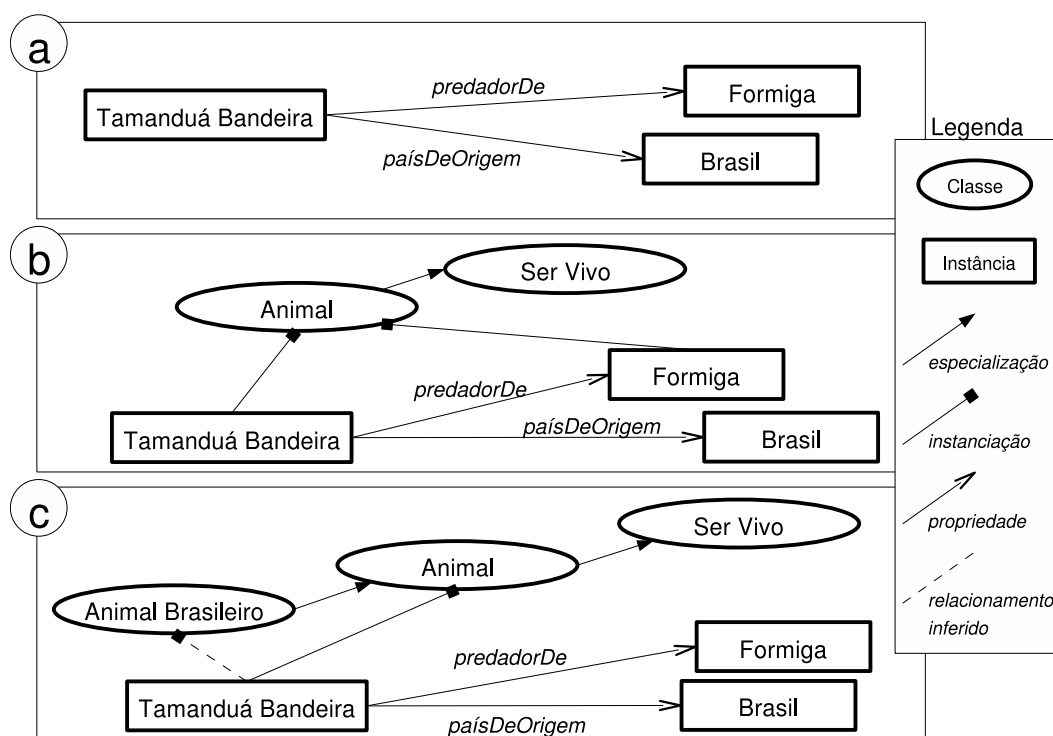 a
Tamanduá Bandeira
predadorDe
Formiga
paísDeOrigem
Brasil
b
Ser Vivo
Animal
predadorDe
Formiga
Tamanduá Bandeira
paísDeOrigem
Brasil
c
Ser Vivo
Animal
Animal Brasileiro
predadorDe
Formiga
Tamanduá Bandeira
paísDeOrigem
Brasil
Legenda
Classe
Instância
especialização
instanciação
propriedade
relacionamento
inferido